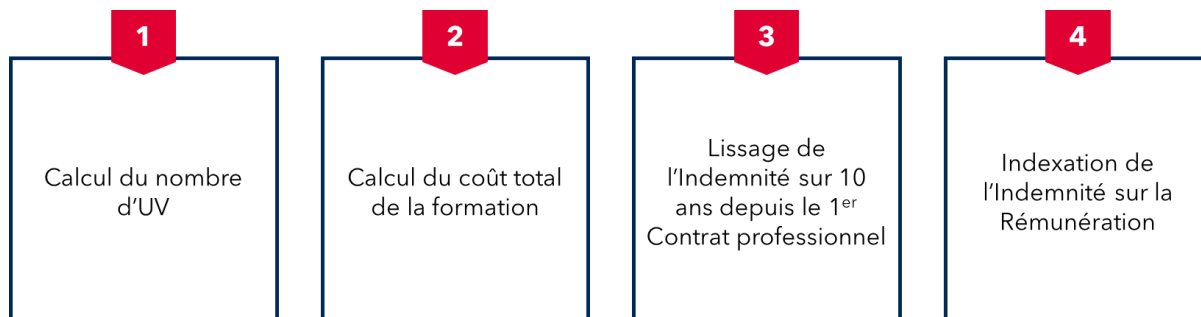 1
Calcul du nombre
d'UV
2
Calcul du coût total
de la formation
3
Lissage de
l'Indemnité sur 10
ans depuis le 1er
Contrat professionnel
4
Indexation de
l'Indemnité sur la
Rémunération